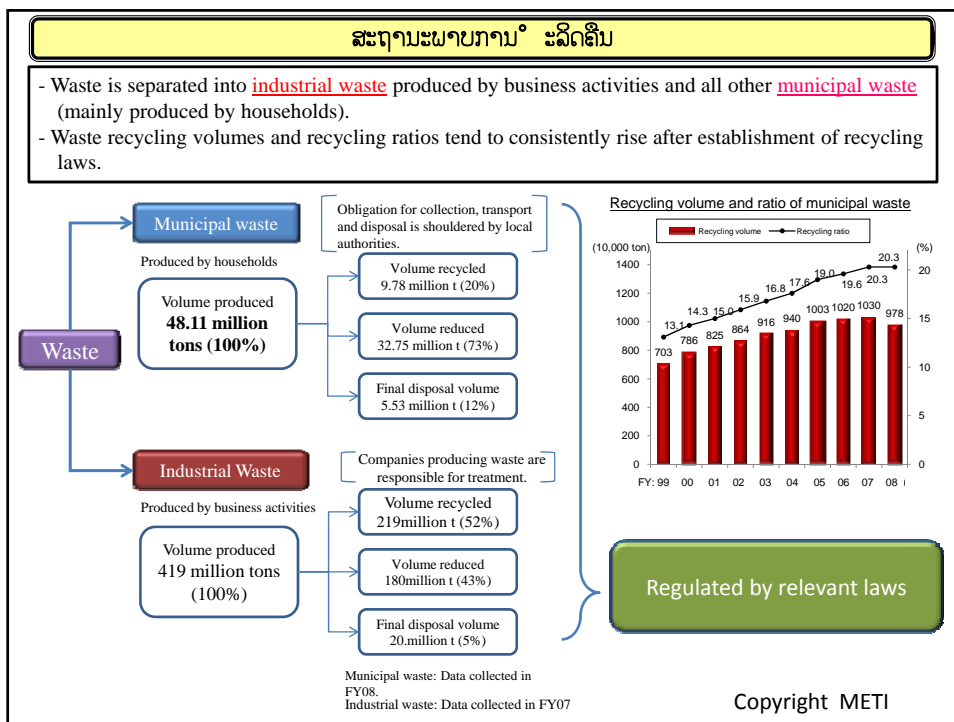 ສະຖານະພາບການ ໍ ະລິດຄືນ
- Waste is separated into industrial waste produced by business activities and all other municipal waste
(mainly produced by households).
- Waste recycling volumes and recycling ratios tend to consistently rise after establishment of recycling
laws.
Waste
Municipal waste
Produced by households
Volume produced
48.11 million
tons (100%)
Obligation for collection, transport
and disposal is shouldered by local
authorities.
Volume recycled
9.78 million t (20%)
Volume reduced
32.75 million t (73%)
Final disposal volume
5.53 million t (12%)
Industrial Waste
Produced by business activities
Volume produced
419 million tons
(100%)
Companies producing waste are
responsible for treatment.
Volume recycled
219million t (52%)
Volume reduced
180million t (43%)
Final disposal volume
20.million t (5%)
Municipal waste: Data collected in
FY08.
Industrial waste: Data collected in FY07
Recycling volume and ratio of municipal waste
(10,000 ton)
Recycling volume
Recycling ratio
(%)
1400
1200
1000
800
600
400
200
0
13.1
14.3
15.0
15.9
16.8
17.6
19.0
19.6
20.3
20.3
703
786
825
864
916
940
1003
1020
1030
978
20
15
10
5
0
FY: 99 00 01 02 03 04 05 06 07 08 (
Regulated by relevant laws
Copyright METI